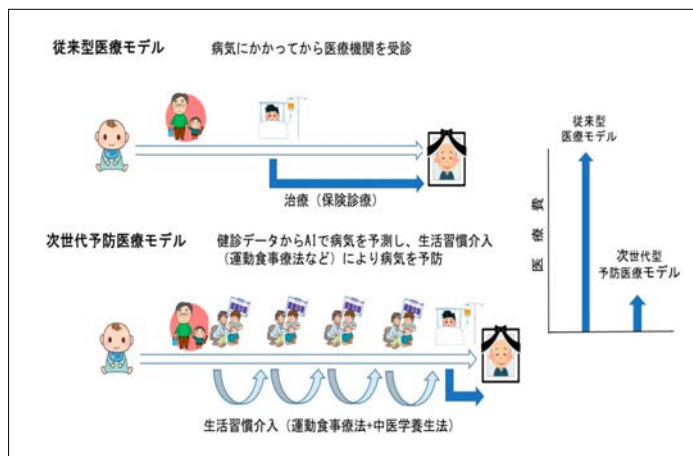 従来型医療モデル 病気にかかってから医療機関を受診
治療（保険診療）
次世代予防医療モデル 健診データからAIで病気を予測し、生活習慣介入
（運動食事療法など）により病気を予防
生活習慣介入（運動食事療法+中医学養生法）
医療費
従来型
医療モデル
次世代型
予防医療モデル